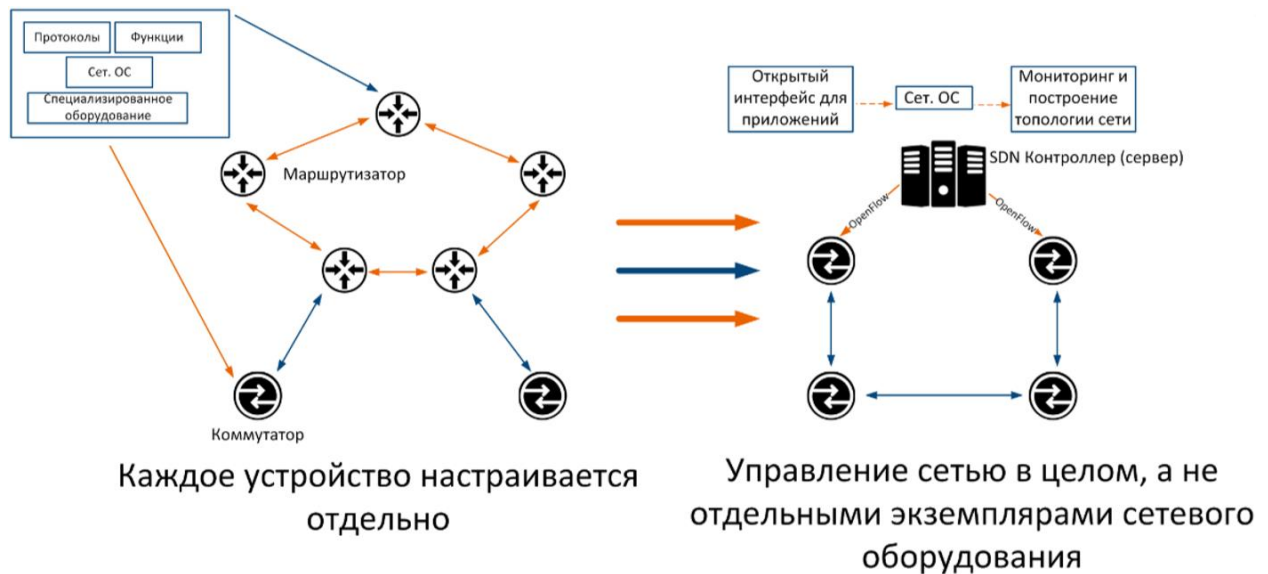 Протоколы
Функции
Сет. ОС
Специализированное
оборудование
Маршрутизатор
Коммутатор
Каждое устройство настраивается
отдельно
Открытый
интерфейс для
приложений
Сет. ОС
Мониторинг и
построение
топологии сети
SDN Контроллер (сервер)
OpenFlow
OpenFlow
Управление сетью в целом, а не
отдельными экземплярами сетевого
оборудования